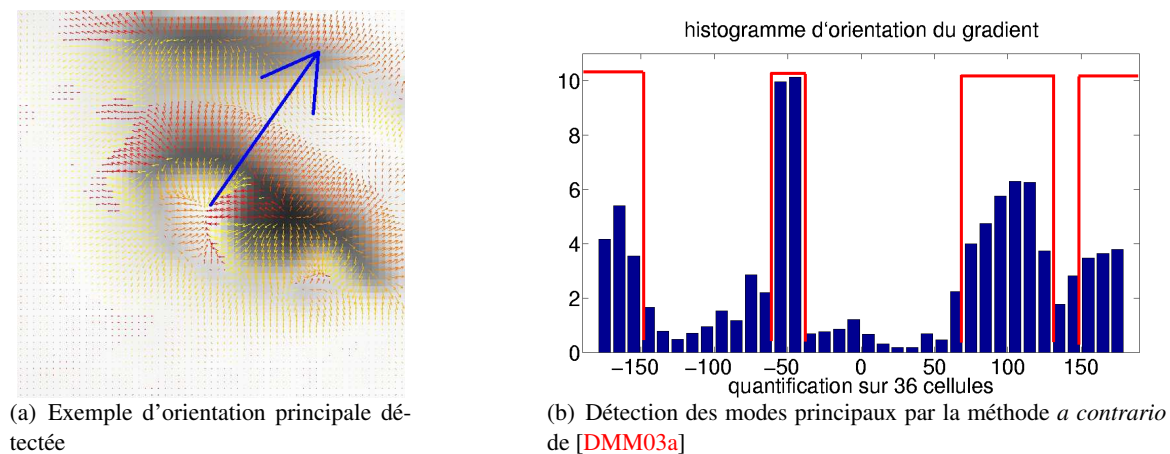 histogramme d'orientation du gradient
10
8
6
4
2
0
−150 −100 −50 0 50 100 150
quantification sur 36 cellules
(a) Exemple d'orientation principale dé-
tectée
(b) Détection des modes principaux par la méthode a contrario
de [DMM03a]